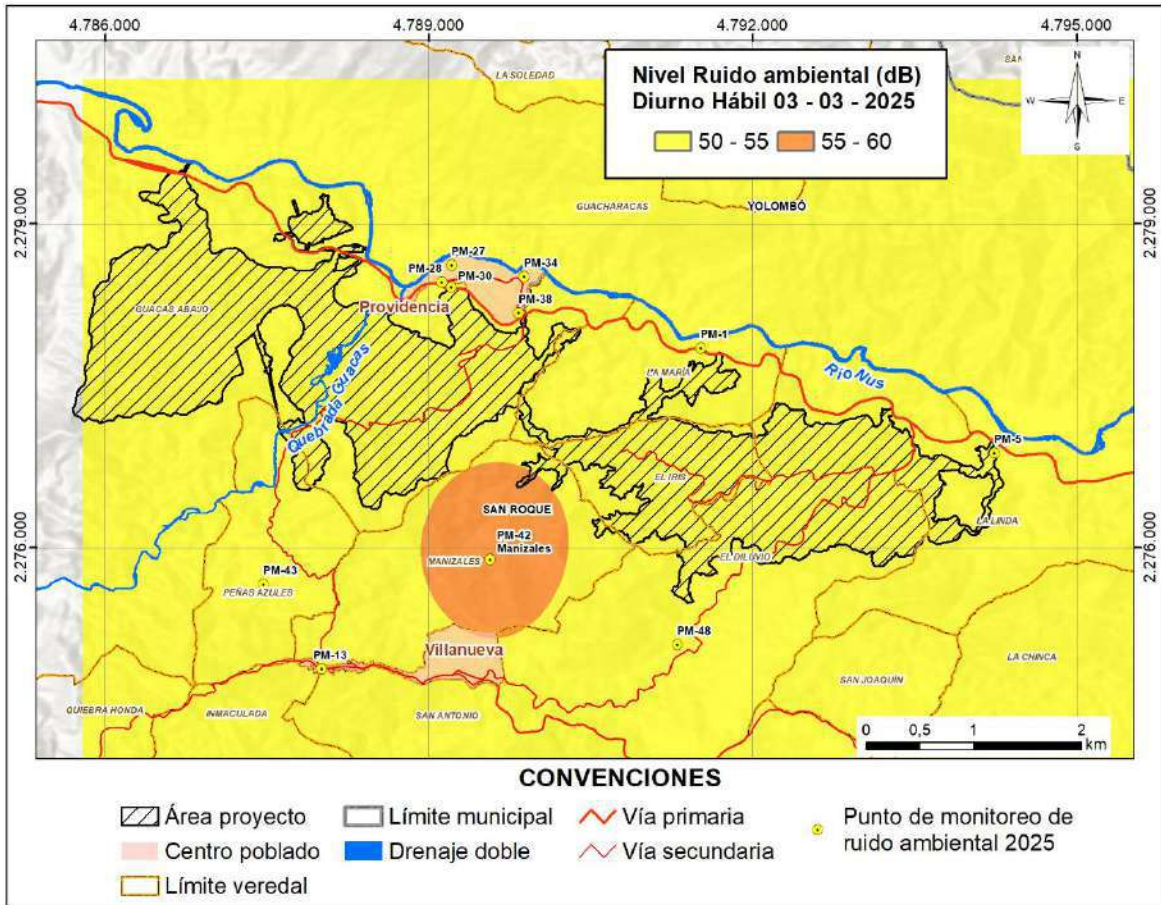 4.786.000
4.789.000
4.792.000
4.795.000
LA SOLEDAD
SAN
Nivel Ruido ambiental (dB)
Diurno Hábil 03 - 03 - 2025
50 - 55
55 - 60
N
W
E
S
2.279.000
2.279.000
GUACHARACAS
YOLOMBÓ
PM-27
PM-34
PM-28
PM-30
PM-38
Providencia
GUACAS ABAJO
PM-1
LA MARÍA
Río Nus
Quebrada Guacas
PM-5
EL IRIS
SAN ROQUE
LA LINDA
2.276.000
2.276.000
PM-42
Manizales
MANIZALES
EL DILUVIO
PM-43
PEÑAS AZULES
PM-48
Villanueva
PM-13
LA CHINCA
SAN JOAQUÍN
QUIEBRA HONDA
INMACULADA
SAN ANTONIO
0 0,5 1 2
km
CONVENCIONES
Área proyecto
Límite municipal
Vía primaria
Punto de monitoreo de
ruido ambiental 2025
Centro poblado
Drenaje doble
Vía secundaria
Límite veredal